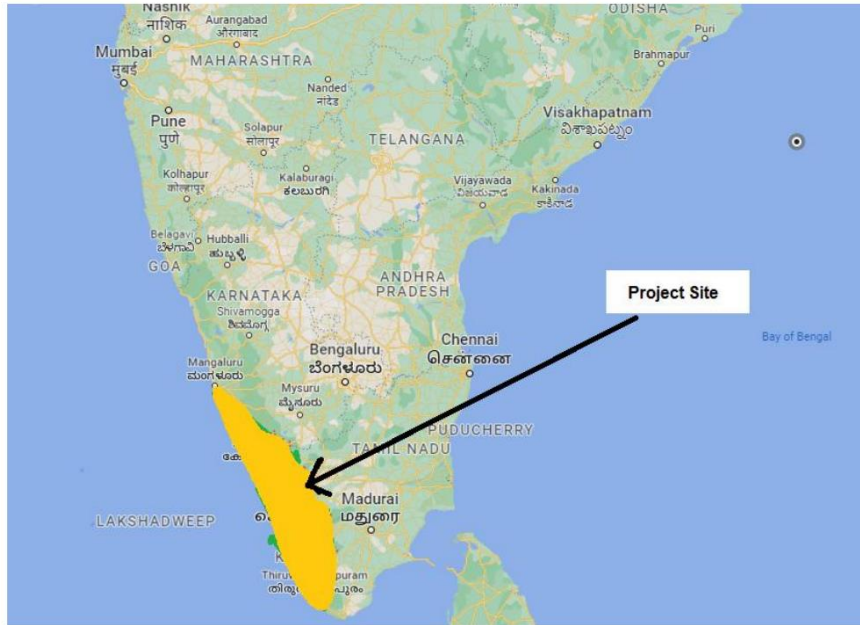 Nashik
नाशिक
Aurangabad
औरंगाबाद
ODISHA
Puri
Mumbai
मुंबई
MAHARASHTRA
Brahmapur
Nanded
नांदेड
Pune
पुणे
Solapur
सोलापूर
Visakhapatnam
విశాఖపట్నం
TELANGANA
Kolhapur
कोल्हापूर
Kalaburagi
ಕಲಬುರಗಿ
Vijayawada
విజయవాడ
Kakinada
కాకినాడ
Belagavi
ಬೆಳಗಾವಿ
Hubballi
ಹುಬ್ಬಳ್ಳಿ
GOA
ANDHRA
PRADESH
Project Site
KARNATAKA
Shivamogga
ಶಿವಮೊಗ್ಗ
Bay of Bengal
Chennai
சென்னை
Bengaluru
ಬೆಂಗಳೂರು
Mangaluru
ಮಂಗಳೂರು
Mysuru
ಮೈಸೂರು
PUDUCHERRY
TAMIL NADU
Madurai
மதுரை
LAKSHADWEEP